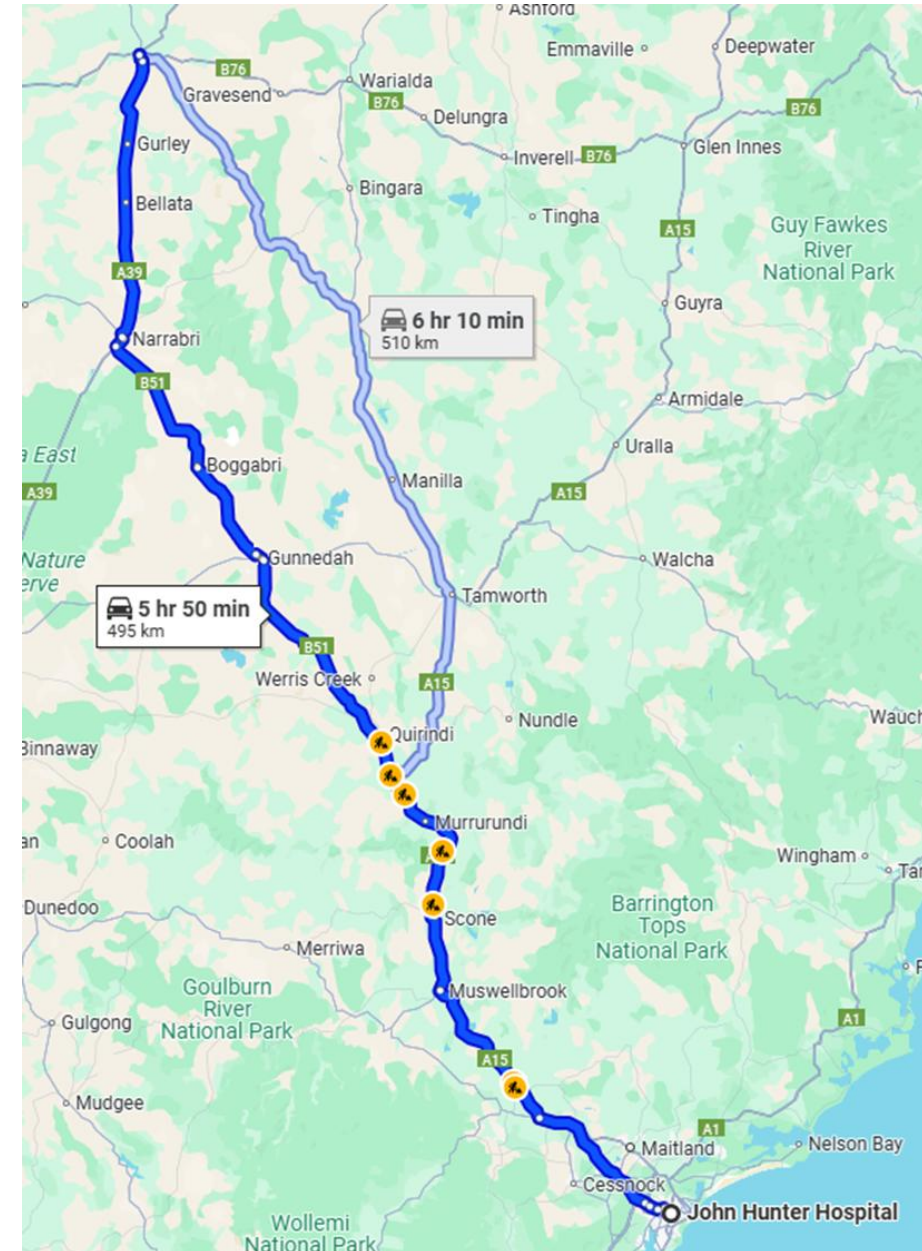 Ashford
Emmaville
Deepwater
B76
Warialda
Gravesend
B76
B76
Delungra
Gurley
Inverell
B76
Glen Innes
Bingara
Bellata
Tingha
A15
Guy Fawkes
River
National Park
A39
Guyra
6 hr 10 min
510 km
Narrabri
B51
Armidale
Uralla
a East
Boggabri
Manilla
A39
A15
Nature
erve
Gunnedah
Walcha
Tamworth
5 hr 50 min
495 km
B51
Werris Creek
A15
Nundle
Wauch
Quirindi
Binnaway
Murrurundi
an
Coolah
Wingham
Tar
Dunedoo
Scone
Barrington
Tops
National Park
Merriwa
Goulburn
River
National Park
Muswellbrook
F
Gulgong
A1
A15
Mudgee
A1
Maitland
Nelson Bay
Cessnock
John Hunter Hospital
Wollemi
National Park